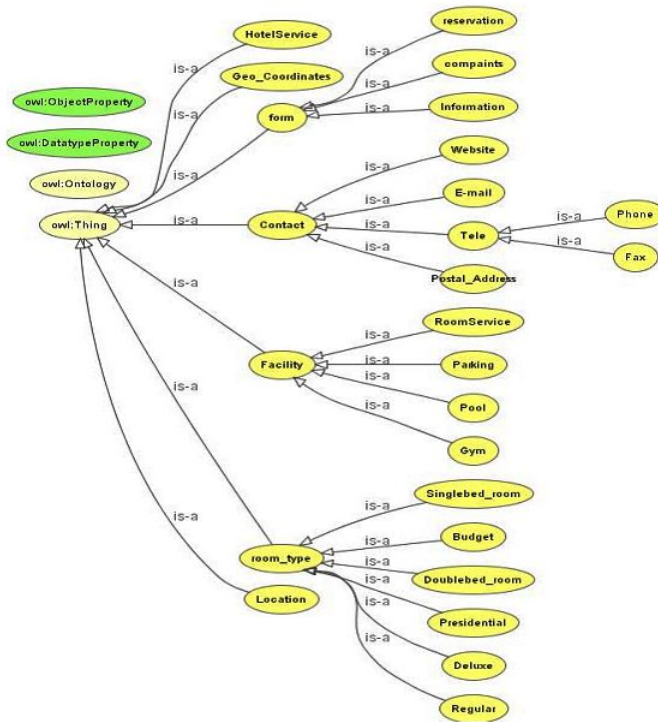 reservation
HotelService
is-a
compaints
Geo_Coordinates
is-a
is-a
owl:ObjectProperty
is-a
form
is-a
Information
owl:DatatypeProperty
Website
is-a
owl:Ontology
is-a
E-mail
is-a
Phone
owl:Thing
is-a
Contact
is-a
Tele
is-a
is-a
Fax
is-a
Postal_Address
is-a
RoomService
is-a
Facility
is-a
Parking
is-a
is-a
Pool
is-a
Gym
Singlebed_room
is-a
is-a
Budget
is-a
room_type
is-a
Doublebed_room
Location
is-a
is-a
Presidential
is-a
Deluxe
is-a
Regular